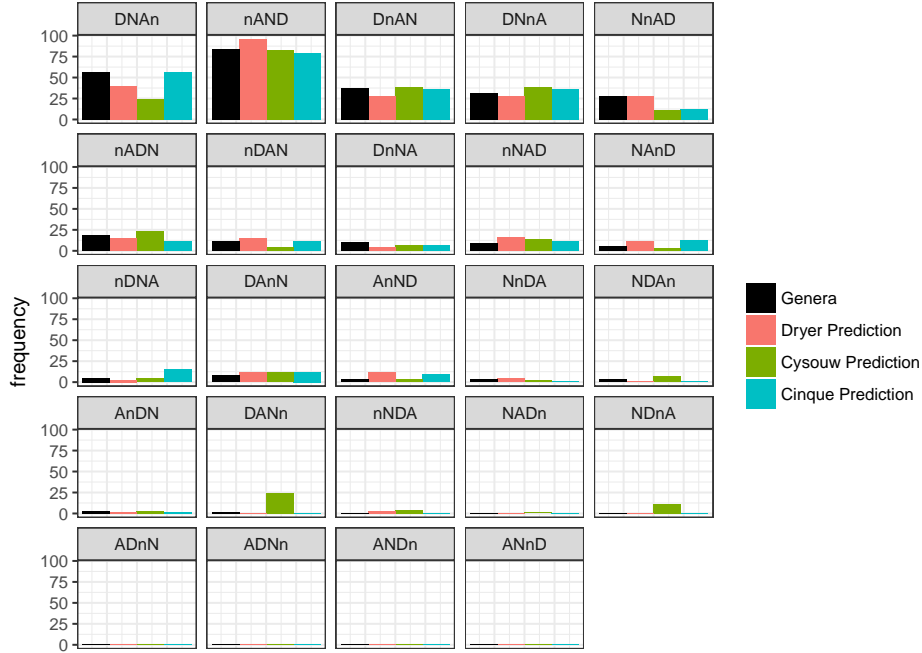 DNAn nAND DnAN DNnA NnAD
100
75
50
25
0
nADN nDAN DnNA nNAD NAnD
100
75
50
25
0
nDNA DAnN AnND NnDA NDAn
100
75
50
25
0
AnDN DANn nNDA NADn NDnA
100
75
50
25
0
ADnN ADNn ANDn ANnD
100
75
50
25
0
frequency
Genera
Dryer Prediction
Cysouw Prediction
Cinque Prediction